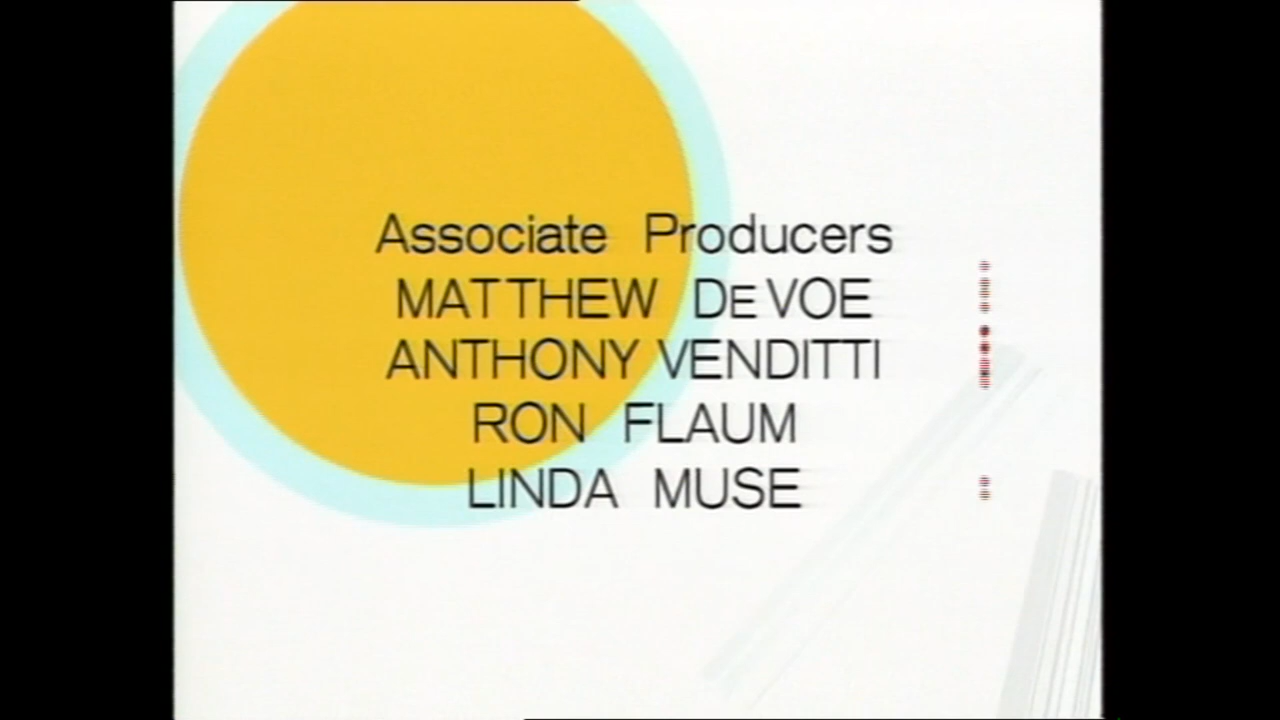 Associate Producers
MATTHEW DEVOE
ANTHONY VENDITTI
RON FLAUM
LINDA MUSE